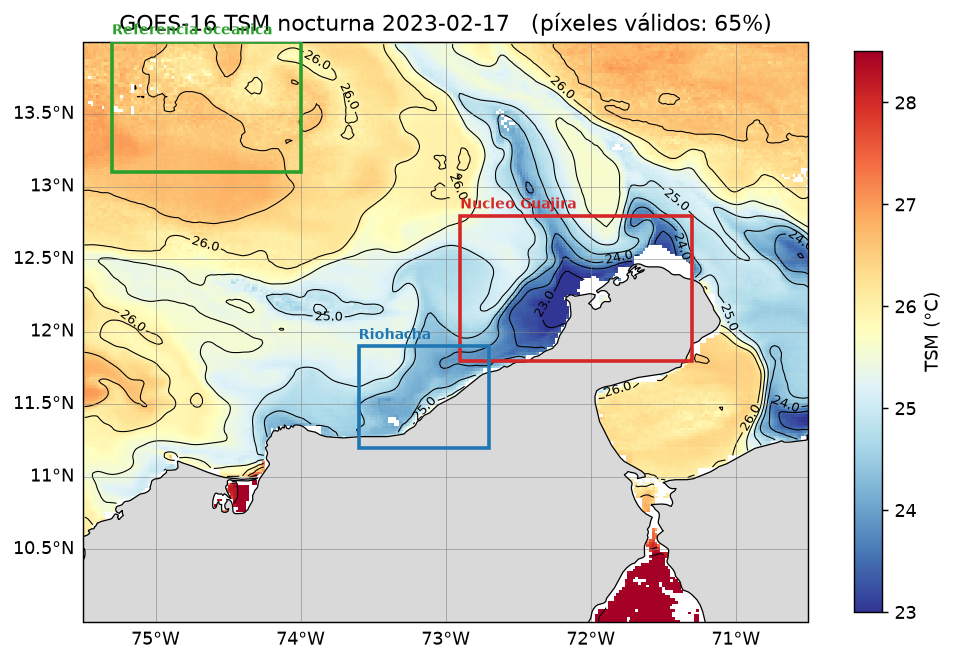 GOES-16 TSM nocturna 2023-02-17 (píxeles válidos: 65%)
Referencia oceanica
26.0
26.0
26.0
28
13.5°N
27
13°N
26.0
25.0
Nucleo Guajira
26.0
24.0
24.0
24.
12.5°N
26
23.0
25.0
26.0
12°N
25.0
TSM (°C)
Riohacha
25
11.5°N
26.0
25.0
26.0
24.0
11°N
24
10.5°N
23
75°W
74°W
73°W
72°W
71°W